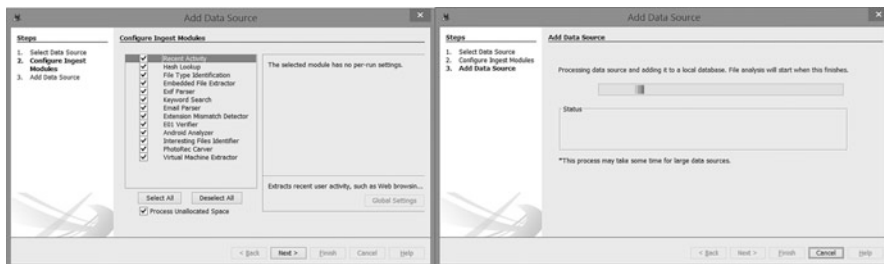 Add Data Source
Steps
1. Select Data Source
2. Configure Ingest
Modules
3. Add Data Source
Configure Ingest Modules
Recent Activity
Hash Lookup
File Type Identification
Embedded File Extractor
Exif Parser
Keyword Search
Email Parser
Extension Mismatch Detector
E01 Verifier
Android Analyzer
Interesting Files Identifier
PhotoRec Carver
Virtual Machine Extractor
Select All
Deselect All
Process Unallocated Space
The selected module has no per-run settings.
Extracts recent user activity, such as Web browsin...
Global Settings
< Back
Next >
Finish
Cancel
Help
Add Data Source
Steps
1. Select Data Source
2. Configure Ingest Modules
3. Add Data Source
Add Data Source
Processing data source and adding it to a local database. File analysis will start when this finishes.
Status
*This process may take some time for large data sources.
< Back
Next >
Finish
Cancel
Help